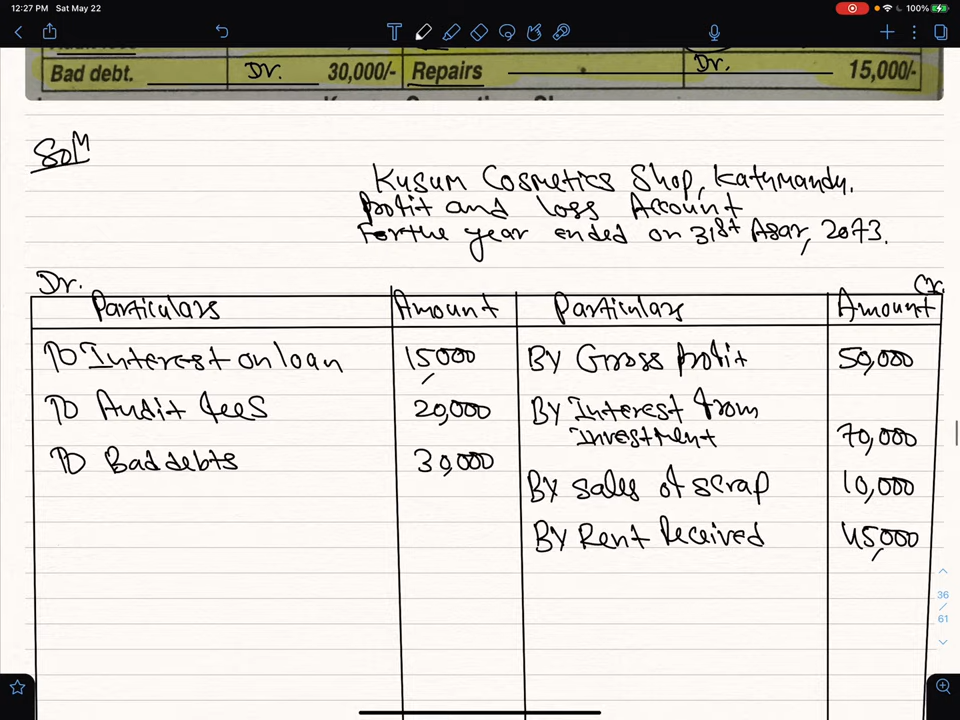 12:27 PM Sat May 22
100%
Bad debt. Dr. 30,000/- Repairs Dr. 15,000/-
Soln
Kusum Cosmetics Shop, Kathmandu.
Profit and loss Account
For the year ended on 31st Asar, 2073.
Dr. Cr.
Particulars Amount Particulars Amount
To Interest on loan 15,000 By Gross profit 50,000
To Audit fees 20,000 By Interest from
Investment 70,000
To Bad debts 30,000
By sales of scrap 10,000
By Rent Received 45,000
36
/
61